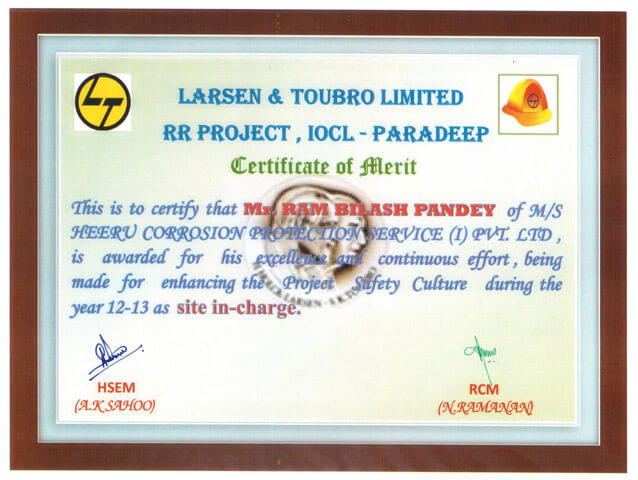 LARSEN & TOUBRO LIMITED
RR PROJECT , IOCL - PARADEEP
Certificate of Merit
This is to certify that Mr. RAM BILASH PANDEY of M/S
HEERU CORROSION PROTECTION SERVICE (I) PVT. LTD ,
is awarded for his excellence and continuous effort , being
made for enhancing the Project Safety Culture during the
year 12-13 as site in-charge.
HSEM
(A.K SAHOO)
RCM
(N.RAMANAN)